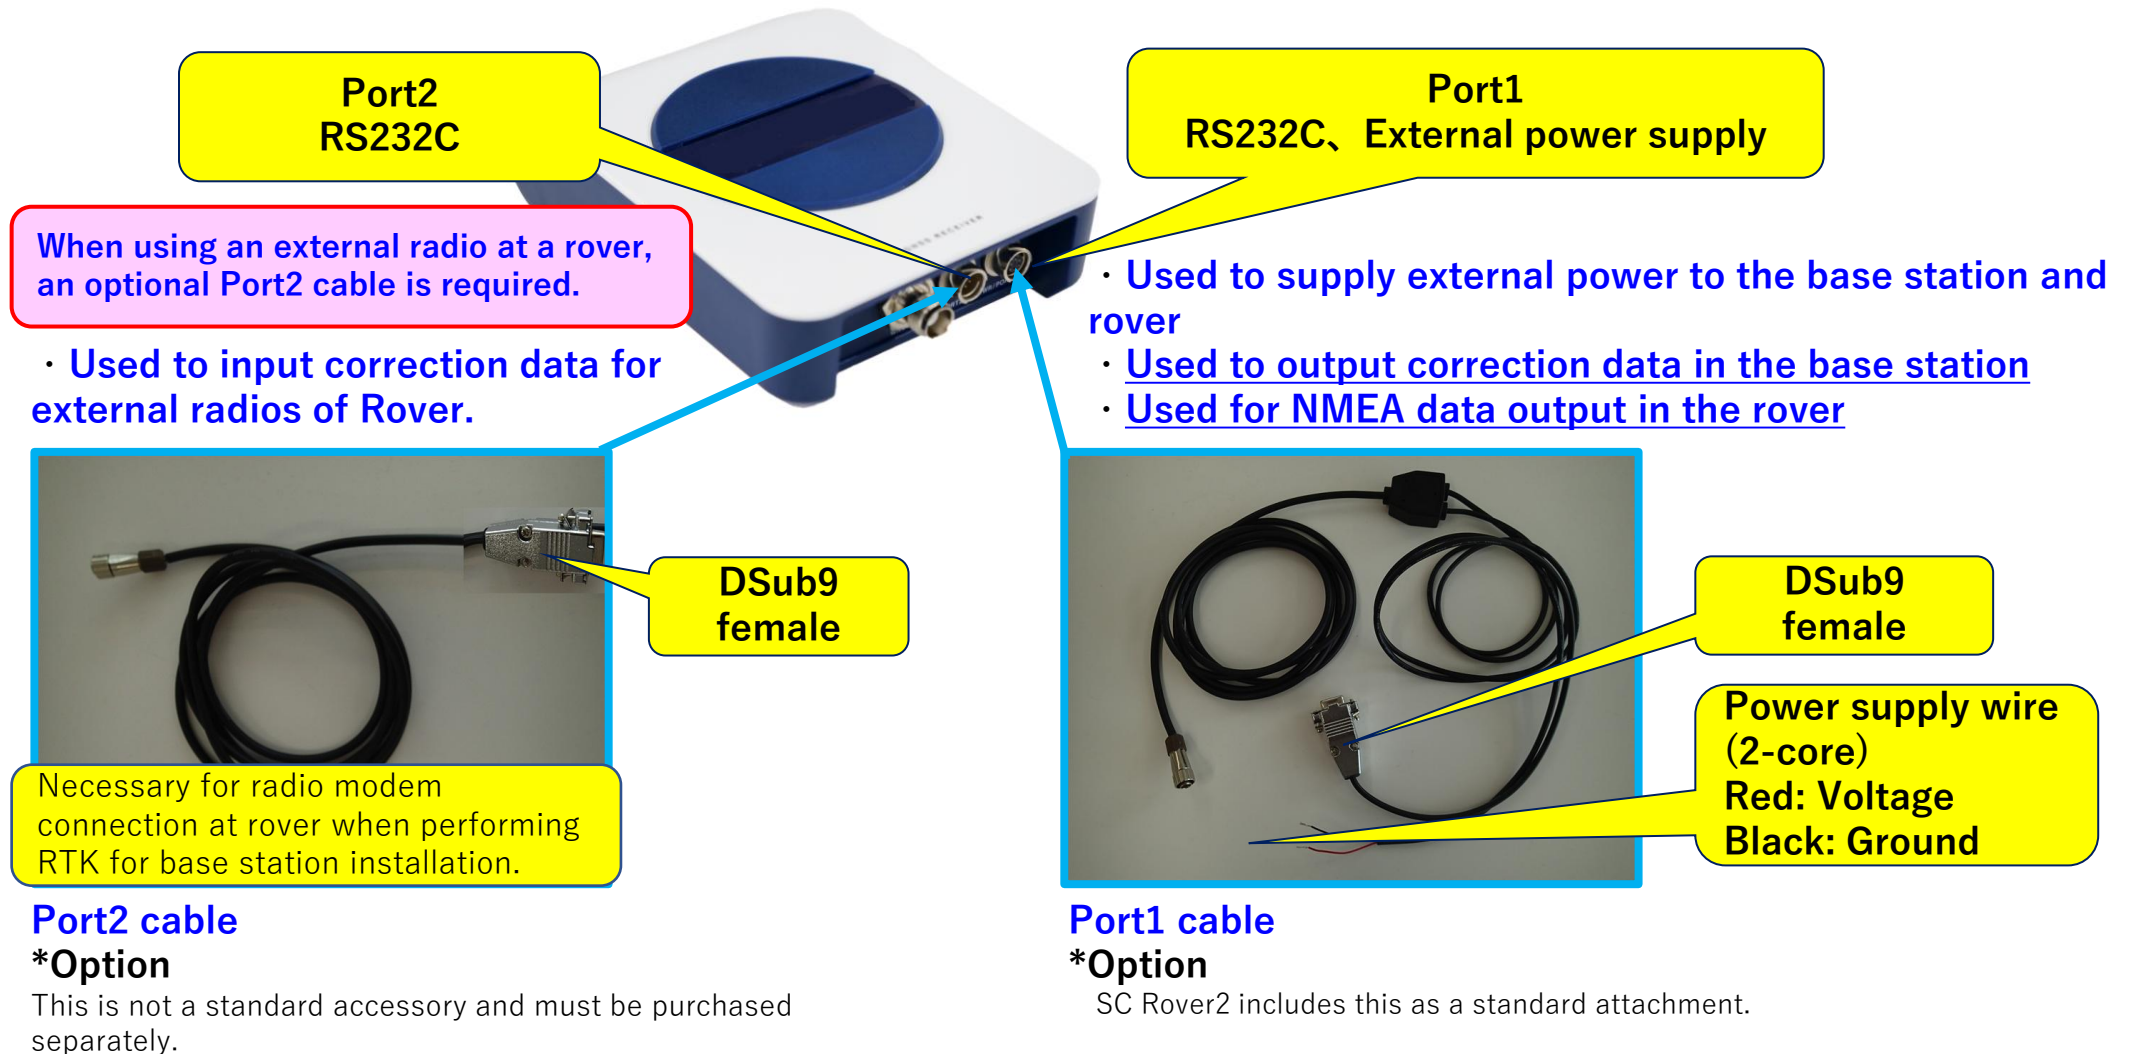 Port2
RS232C
Port1
RS232C、External power supply
When using an external radio at a rover,
an optional Port2 cable is required.
・Used to input correction data for
external radios of Rover.
GNSS RECEIVER
・Used to supply external power to the base station and
rover
・Used to output correction data in the base station
・Used for NMEA data output in the rover
DSub9
female
Necessary for radio modem
connection at rover when performing
RTK for base station installation.
DSub9
female
Power supply wire
(2-core)
Red: Voltage
Black: Ground
Port2 cable
*Option
This is not a standard accessory and must be purchased
separately.
Port1 cable
*Option
SC Rover2 includes this as a standard attachment.